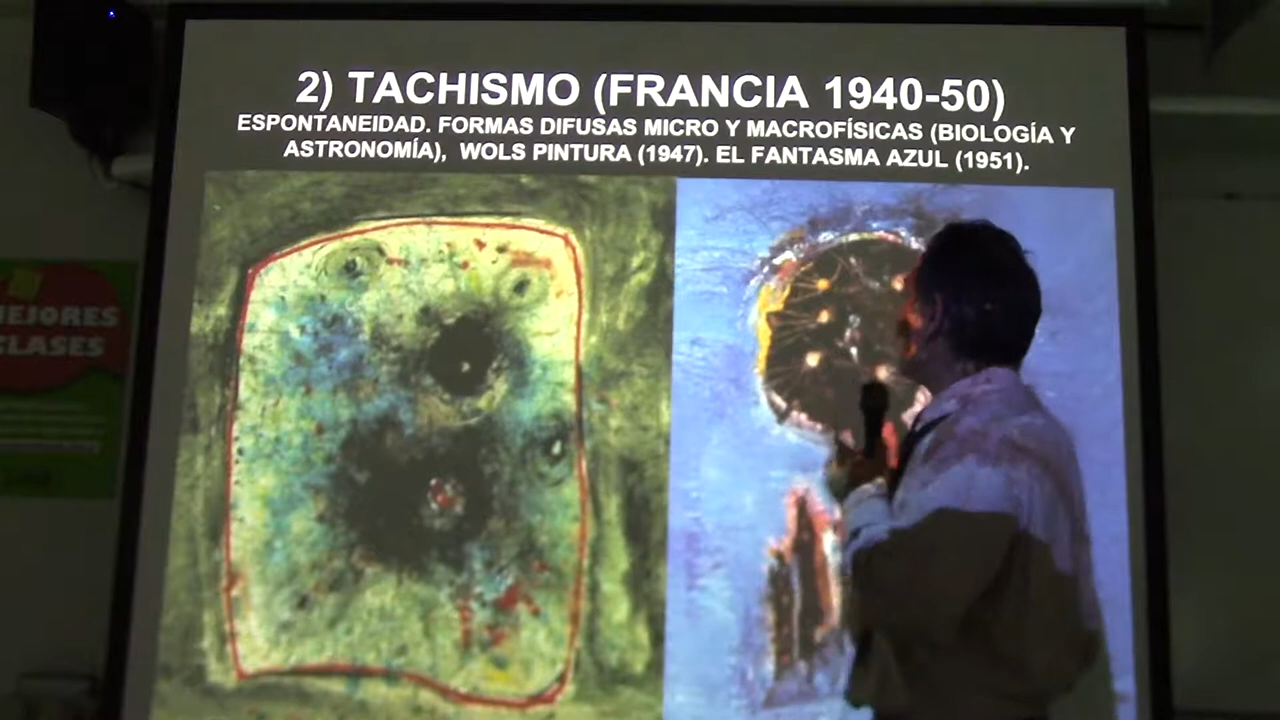 2) TACHISMO (FRANCIA 1940-50)
ESPONTANEIDAD. FORMAS DIFUSAS MICRO Y MACROFÍSICAS (BIOLOGÍA Y
ASTRONOMÍA), WOLS PINTURA (1947). EL FANTASMA AZUL (1951).
EJORES
CLASES